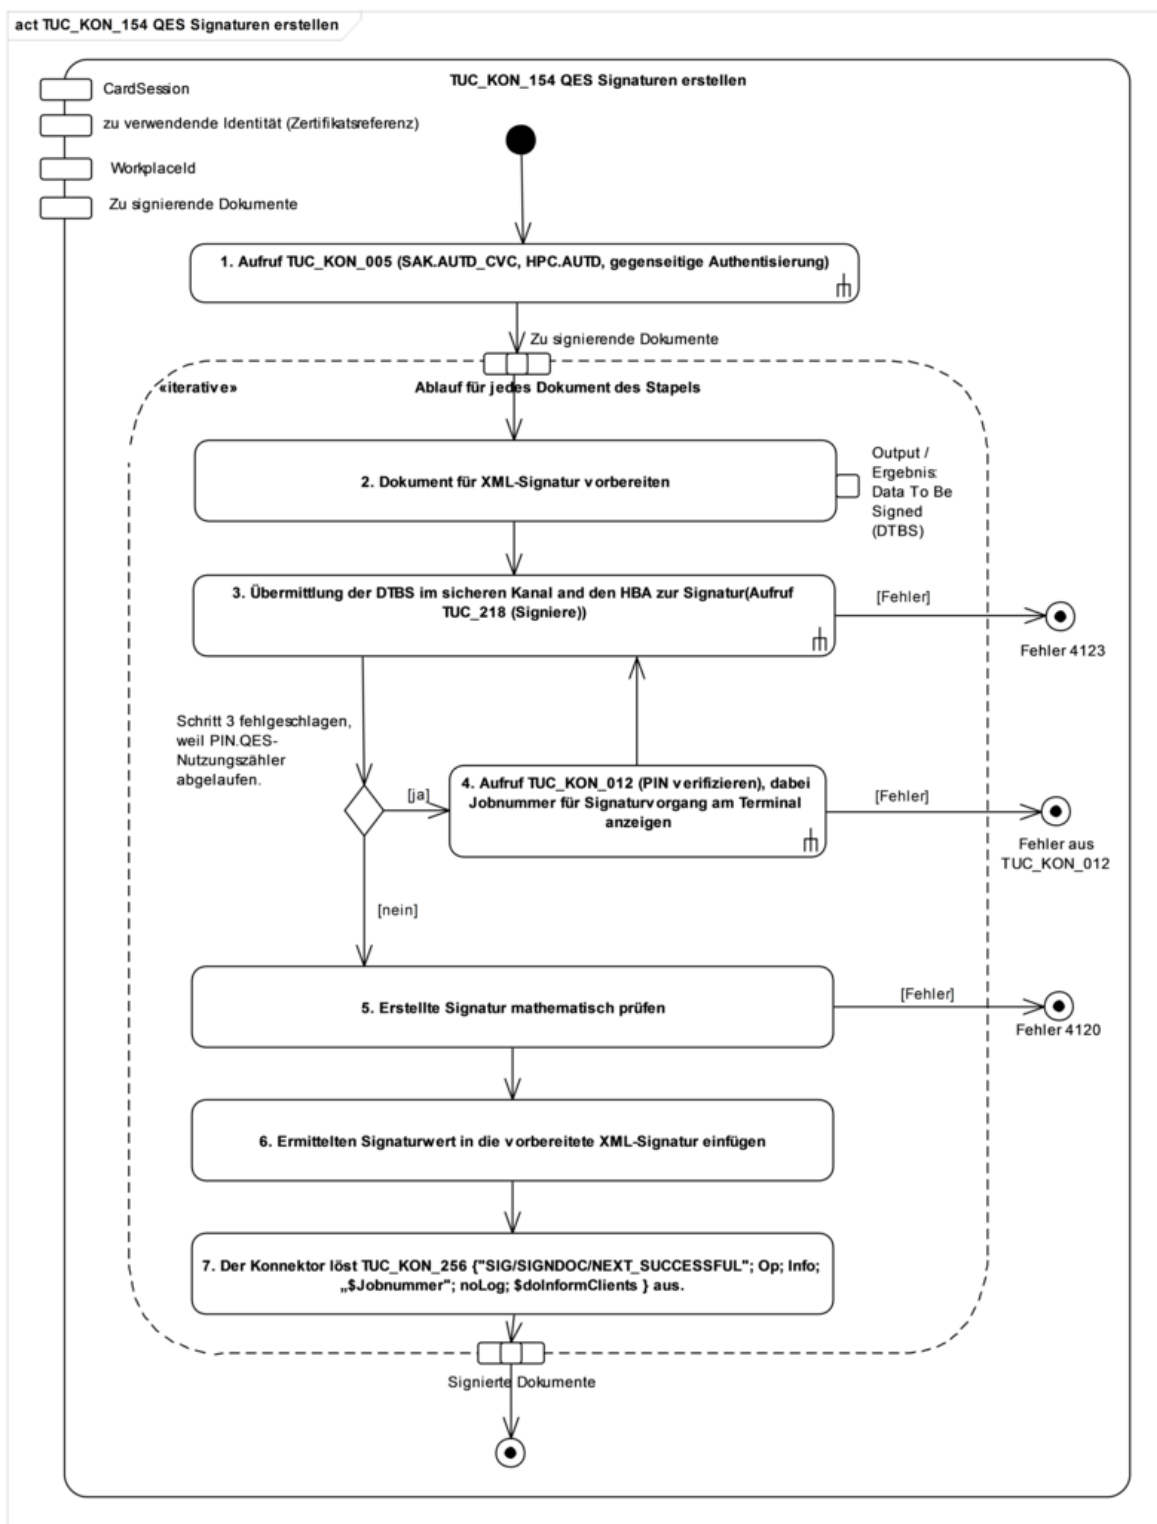 act TUC_KON_154 QES Signaturen erstellen
TUC_KON_154 QES Signaturen erstellen
CardSession
zu verwendende Identität (Zertifikatsreferenz)
WorkplaceId
Zu signierende Dokumente
1. Aufruf TUC_KON_005 (SAK.AUTD_CVC, HPC.AUTD, gegenseitige Authentisierung)
Zu signierende Dokumente
«iterative»
Ablauf für jedes Dokument des Stapels
2. Dokument für XML-Signatur vorbereiten
Output /
Ergebnis:
Data To Be
Signed
(DTBS)
3. Übermittlung der DTBS im sicheren Kanal and den HBA zur Signatur(Aufruf
TUC_218 (Signiere))
[Fehler]
Fehler 4123
Schritt 3 fehlgeschlagen,
weil PIN.QES-
Nutzungszähler
abgelaufen.
[ja]
4. Aufruf TUC_KON_012 (PIN verifizieren), dabei
Jobnummer für Signaturvorgang am Terminal
anzeigen
[Fehler]
Fehler aus
TUC_KON_012
[nein]
5. Erstellte Signatur mathematisch prüfen
[Fehler]
Fehler 4120
6. Ermittelten Signaturwert in die vorbereitete XML-Signatur einfügen
7. Der Konnektor löst TUC_KON_256 {"SIG/SIGNDOC/NEXT_SUCCESSFUL"; Op; Info;
„$Jobnummer"; noLog; $doInformClients } aus.
Signierte Dokumente